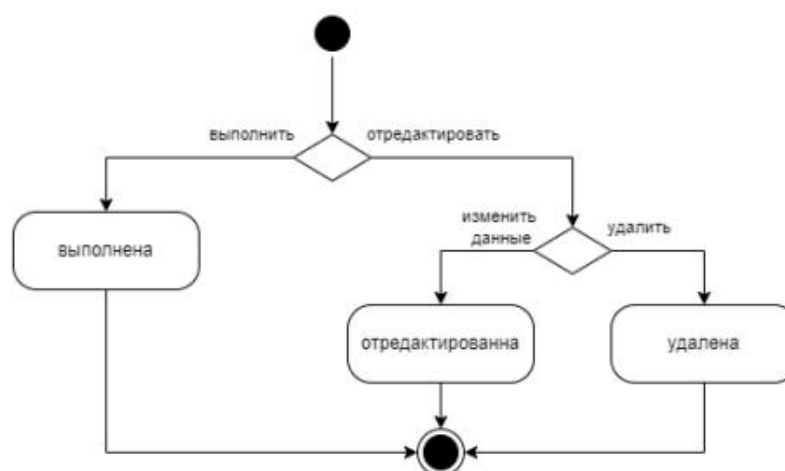 выполнить
отредактировать
изменить
данные
удалить
выполнена
отредактированна
удалена